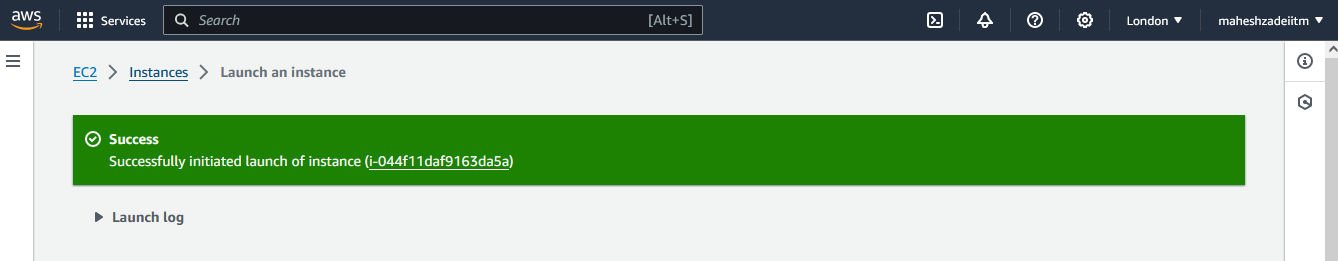 aws Services Search [Alt+S] London maheshzadeiitm
EC2 Instances Launch an instance
Success
Successfully initiated launch of instance (i-044f11daf9163da5a)
Launch log